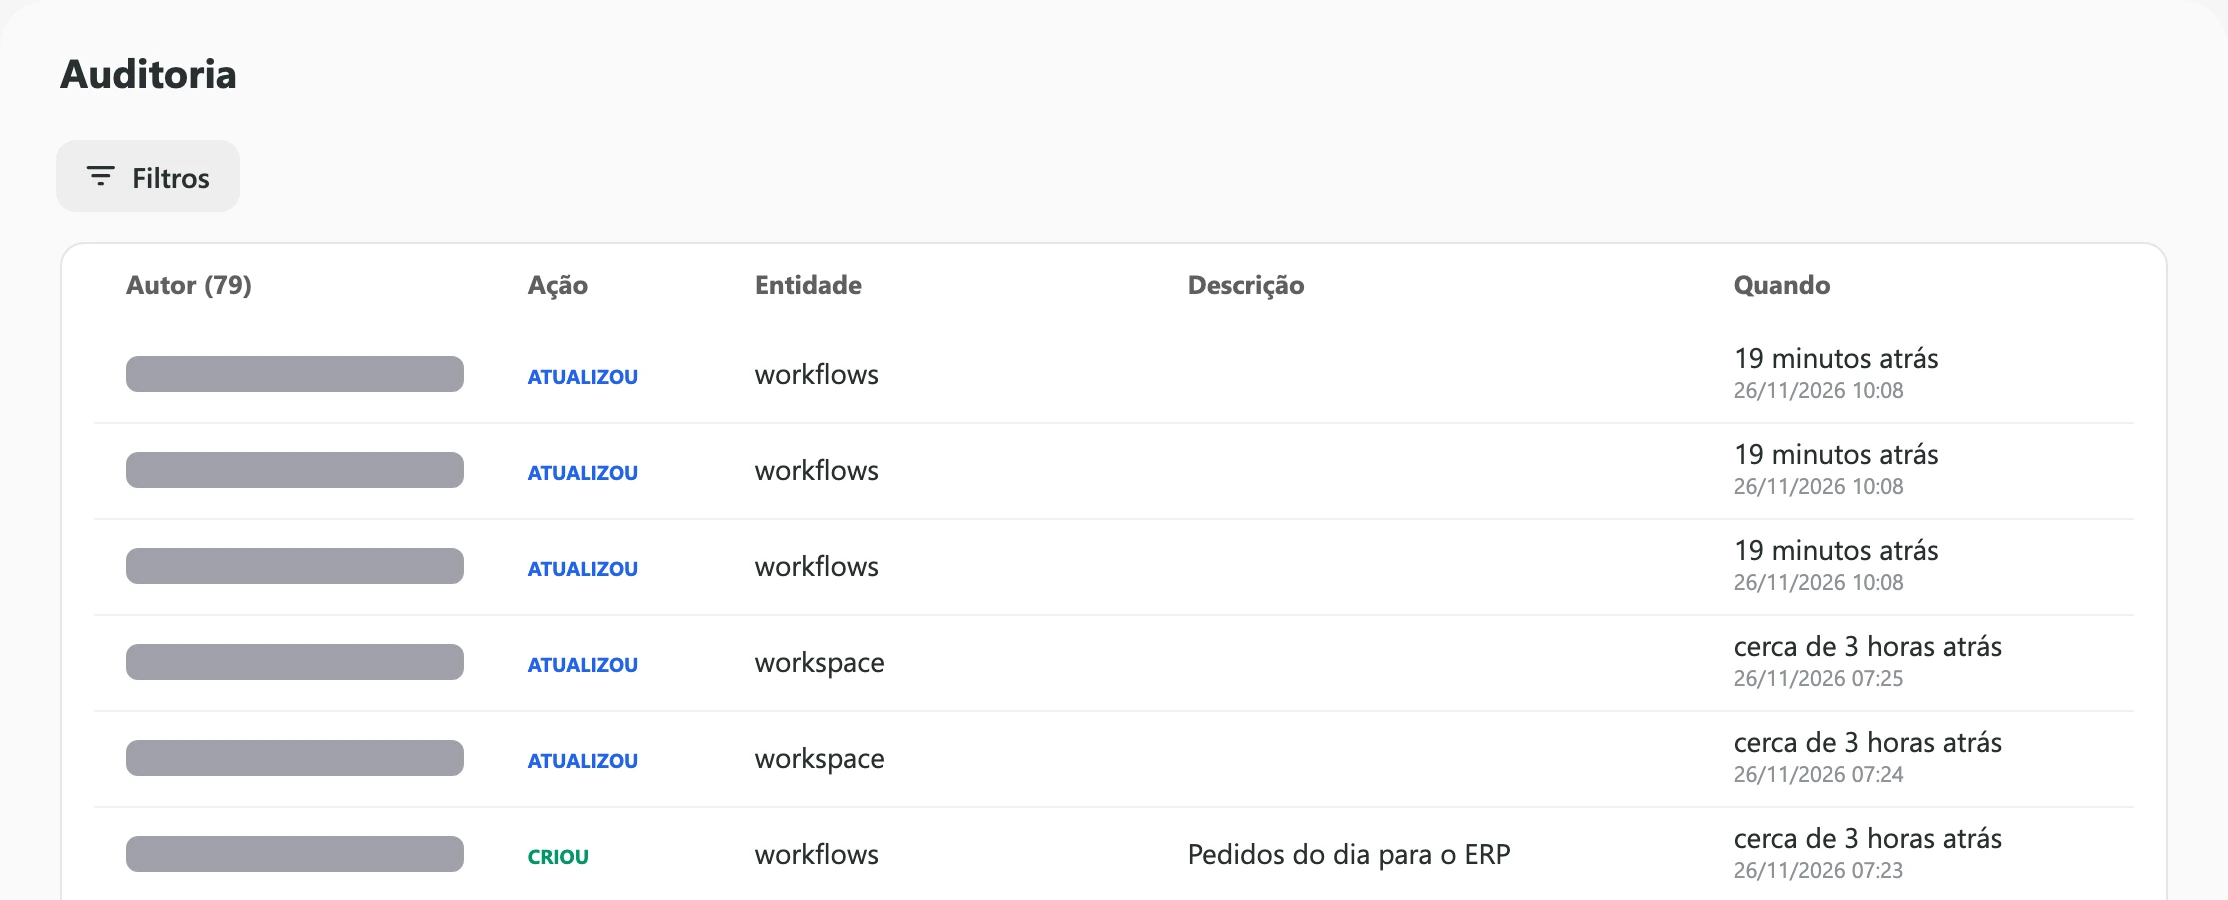 Auditoria
Filtros
Autor (79) Ação Entidade Descrição Quando
ATUALIZOU workflows 19 minutos atrás
26/11/2026 10:08
ATUALIZOU workflows 19 minutos atrás
26/11/2026 10:08
ATUALIZOU workflows 19 minutos atrás
26/11/2026 10:08
ATUALIZOU workspace cerca de 3 horas atrás
26/11/2026 07:25
ATUALIZOU workspace cerca de 3 horas atrás
26/11/2026 07:24
CRIOU workflows Pedidos do dia para o ERP cerca de 3 horas atrás
26/11/2026 07:23